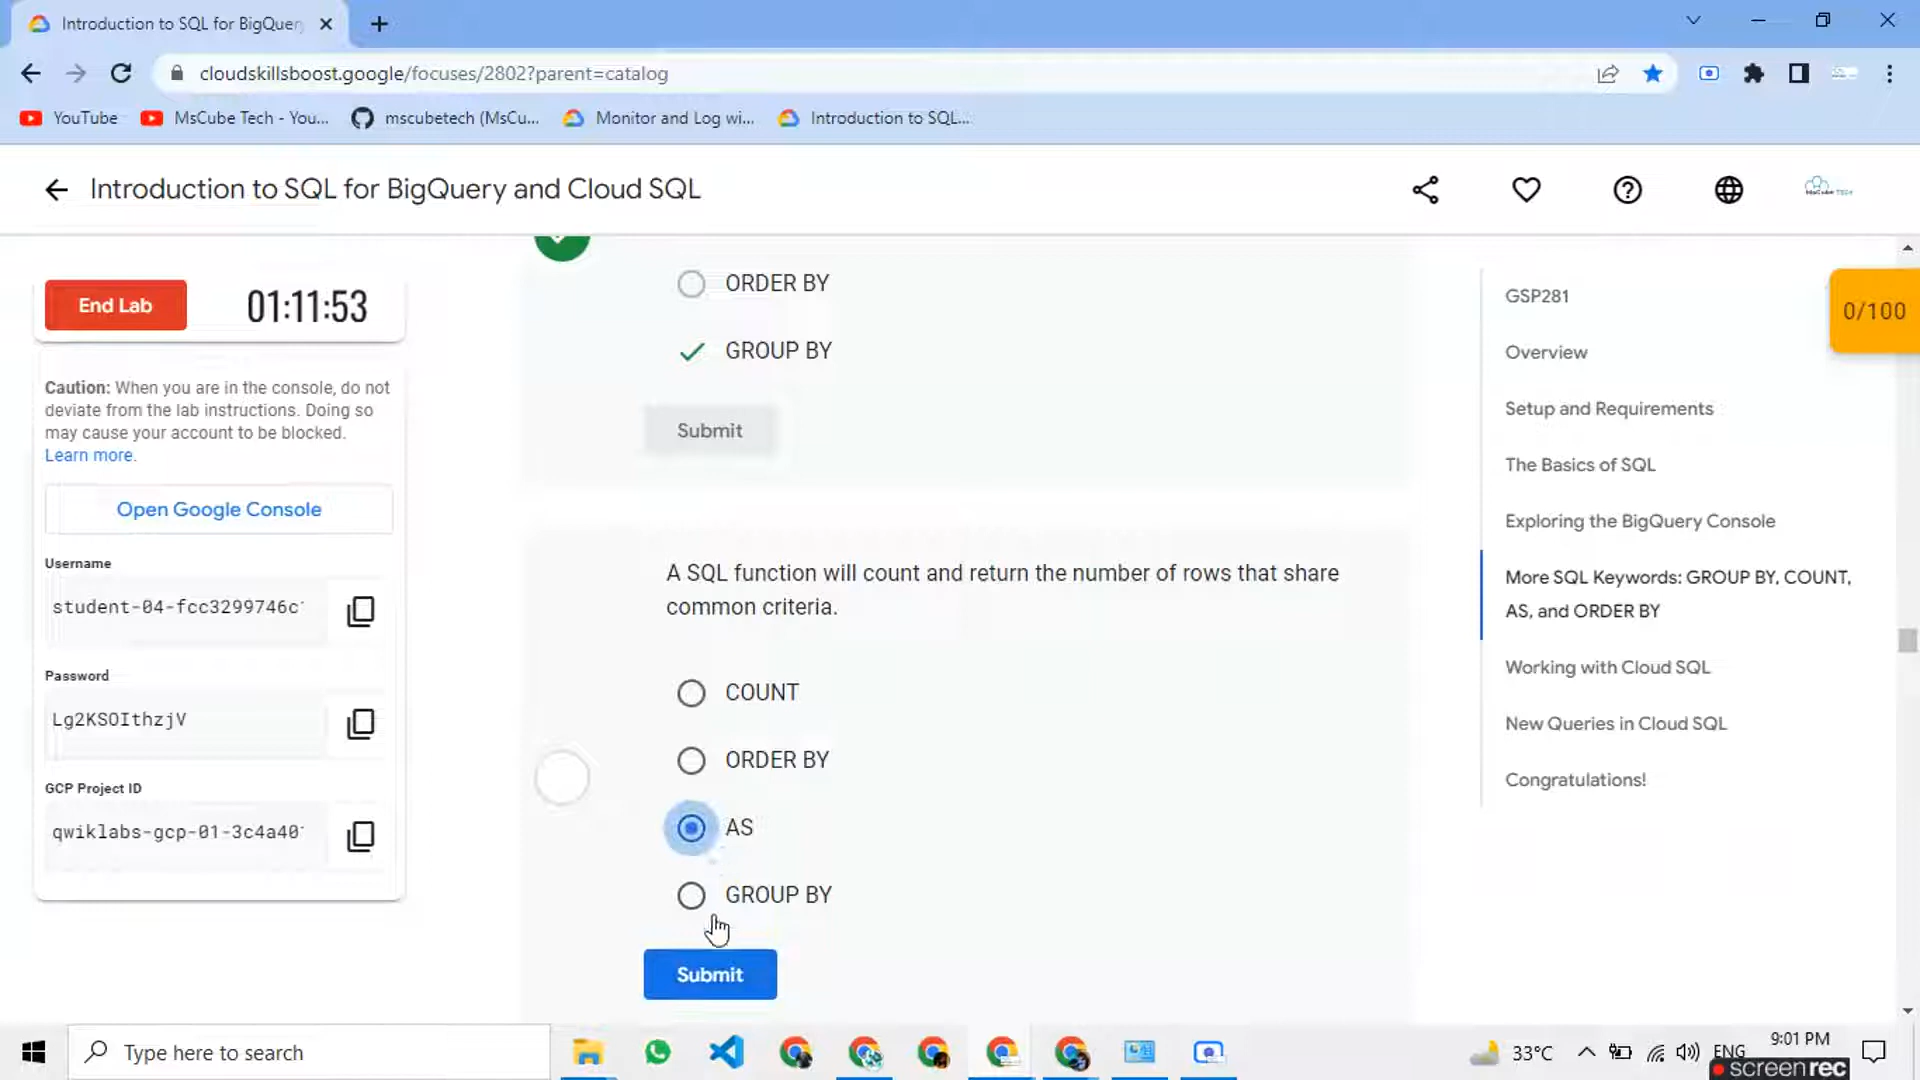 Introduction to SQL for BigQuery
cloudskillsboost.google/focuses/2802?parent=catalog
YouTube
MsCube Tech - You...
mscubetech (MsCu...
Monitor and Log wi...
Introduction to SQL...
Introduction to SQL for BigQuery and Cloud SQL
End Lab
01:11:53
Caution: When you are in the console, do not
deviate from the lab instructions. Doing so
may cause your account to be blocked.
Learn more.
Open Google Console
Username
student-04-fcc3299746c
Password
Lg2KSOIthzjV
GCP Project ID
qwiklabs-gcp-01-3c4a40
ORDER BY
GROUP BY
Submit
A SQL function will count and return the number of rows that share
common criteria.
COUNT
ORDER BY
AS
GROUP BY
Submit
GSP281
Overview
Setup and Requirements
The Basics of SQL
Exploring the BigQuery Console
More SQL Keywords: GROUP BY, COUNT,
AS, and ORDER BY
Working with Cloud SQL
New Queries in Cloud SQL
Congratulations!
0/100
Type here to search
33°C
ENG
9:01 PM
screenrec